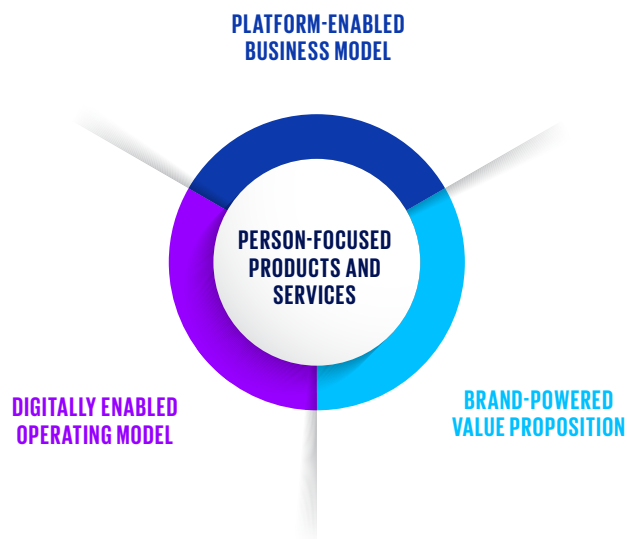 PLATFORM-ENABLED
BUSINESS MODEL
PERSON-FOCUSED
PRODUCTS AND
SERVICES
DIGITALLY ENABLED
OPERATING MODEL
BRAND-POWERED
VALUE PROPOSITION